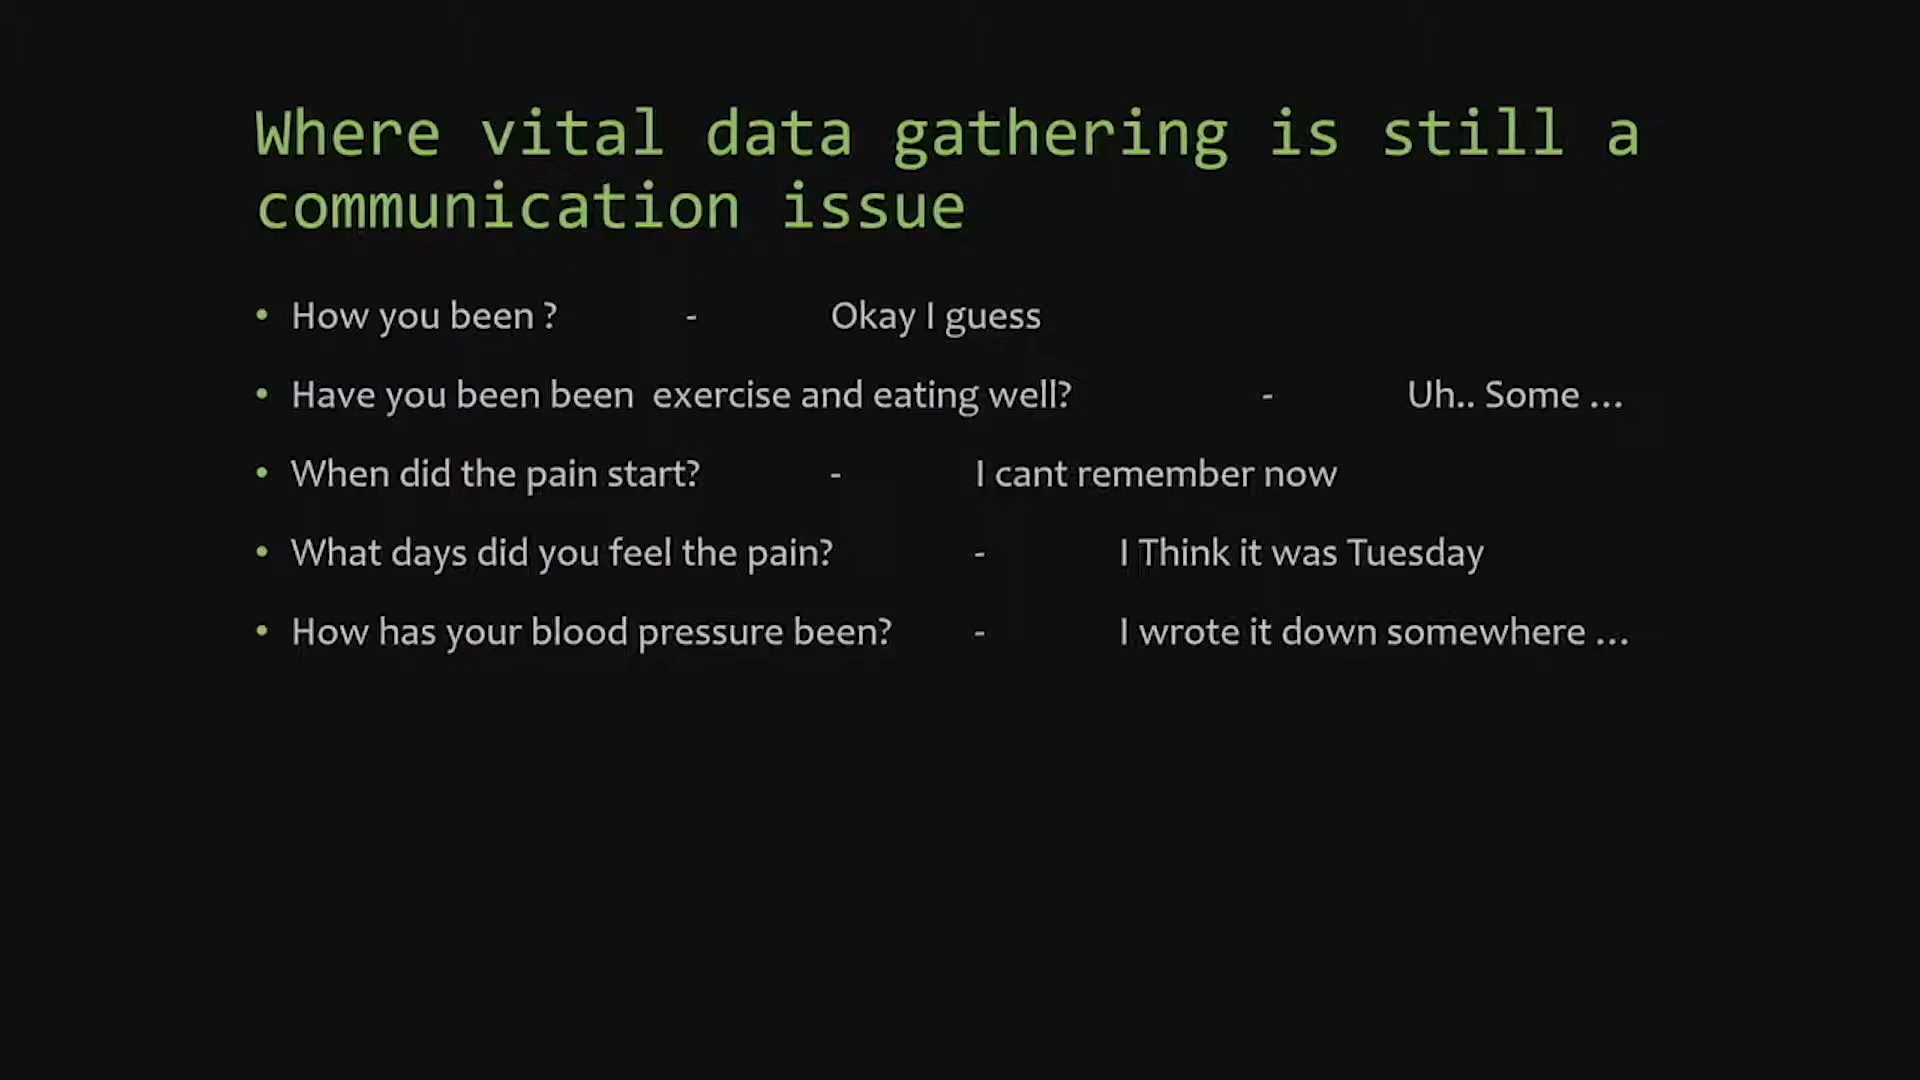 Where vital data gathering is still a
communication issue
• How you been ? - Okay I guess
• Have you been been exercise and eating well? - Uh.. Some ...
• When did the pain start? - I cant remember now
• What days did you feel the pain? - I Think it was Tuesday
• How has your blood pressure been? - I wrote it down somewhere ...